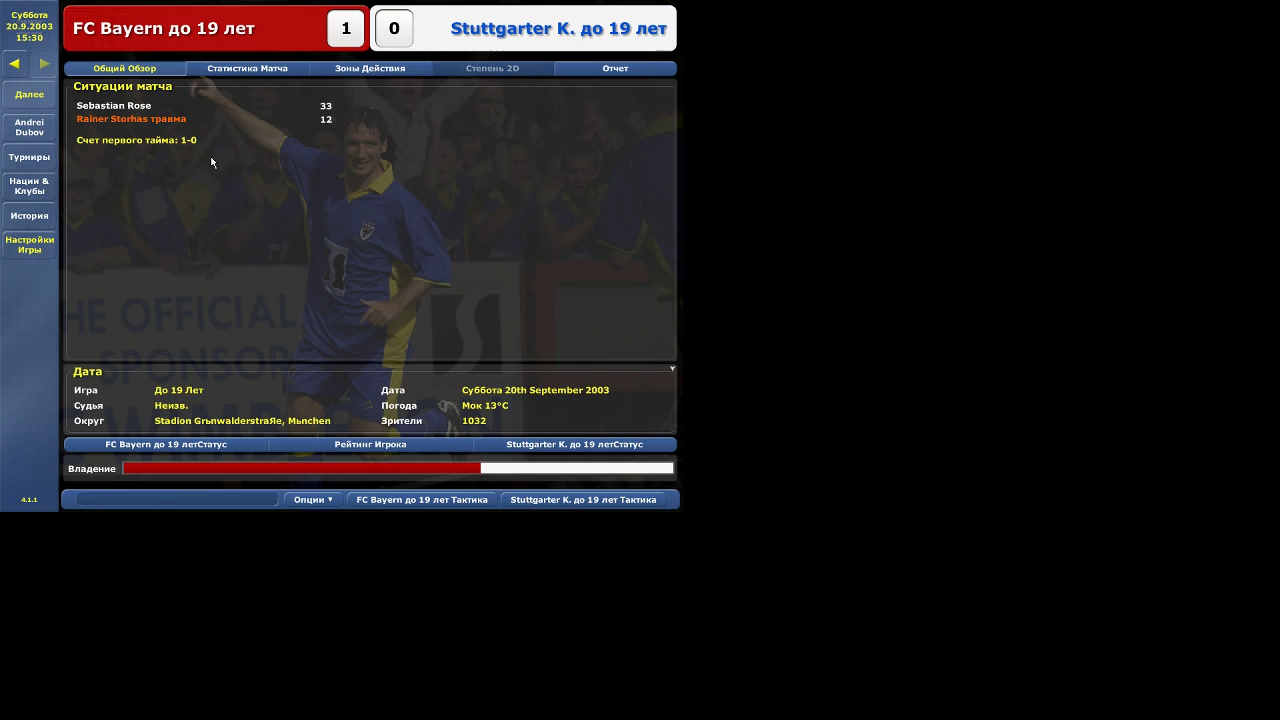 Суббота
20.9.2003
15:30
FC Bayern до 19 лет
1
0
Stuttgarter K. до 19 лет
Общий Обзор
Статистика Матча
Зоны Действия
Степень 2D
Отчет
Далее
Andrei
Dubov
Турниры
Нации &
Клубы
История
Настройки
Игры
4.1.1
Ситуации матча
Sebastian Rose 33
Rainer Storhas травма 12
Счет первого тайма: 1-0
THE OFFICIAL
SPONSOR
Дата
Игра До 19 Лет Дата Суббота 20th September 2003
Судья Неизв. Погода Мок 13°C
Округ Stadion GrьnwalderstraЯe, Mьnchen Зрители 1032
FC Bayern до 19 летСтатус
Рейтинг Игрока
Stuttgarter K. до 19 летСтатус
Владение
Опции ▼
FC Bayern до 19 лет Тактика
Stuttgarter K. до 19 лет Тактика